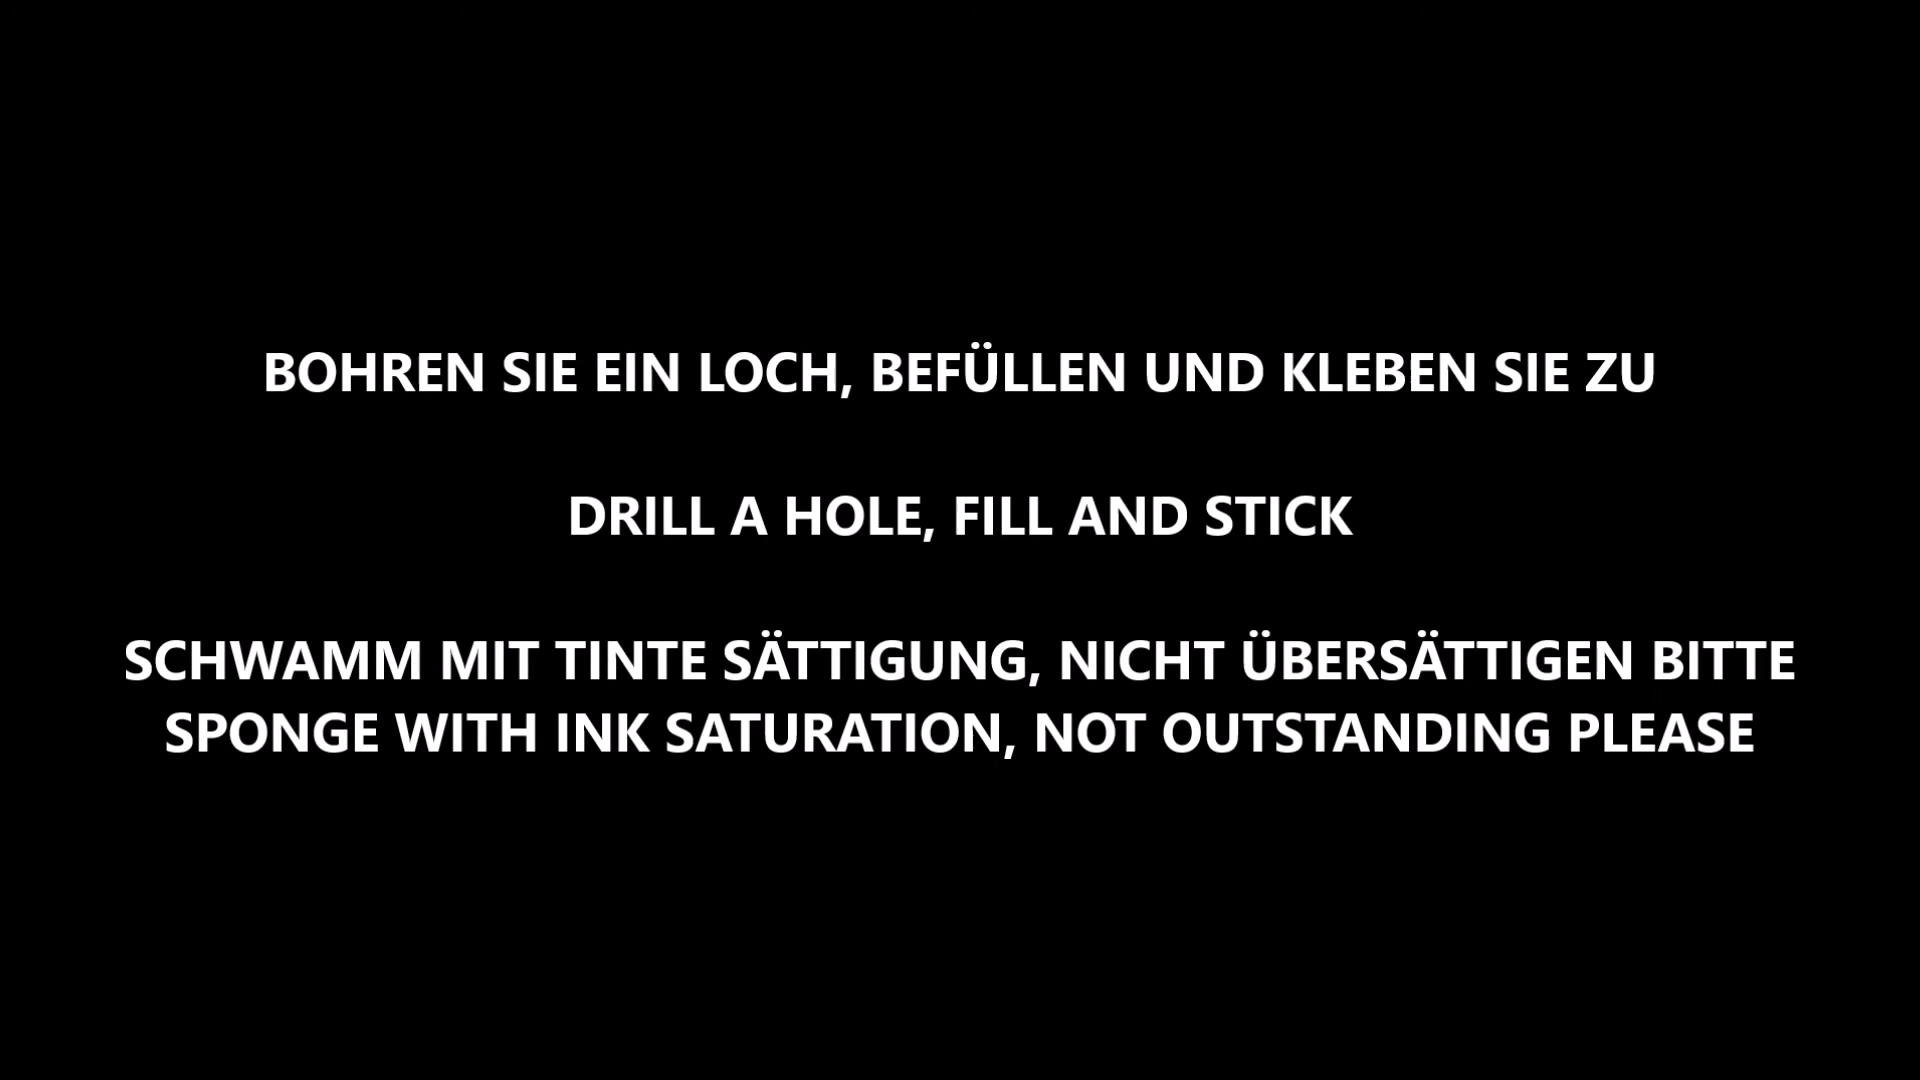 BOHREN SIE EIN LOCH, BEFÜLLEN UND KLEBEN SIE ZU
DRILL A HOLE, FILL AND STICK
SCHWAMM MIT TINTE SÄTTIGUNG, NICHT ÜBERSÄTTIGEN BITTE
SPONGE WITH INK SATURATION, NOT OUTSTANDING PLEASE